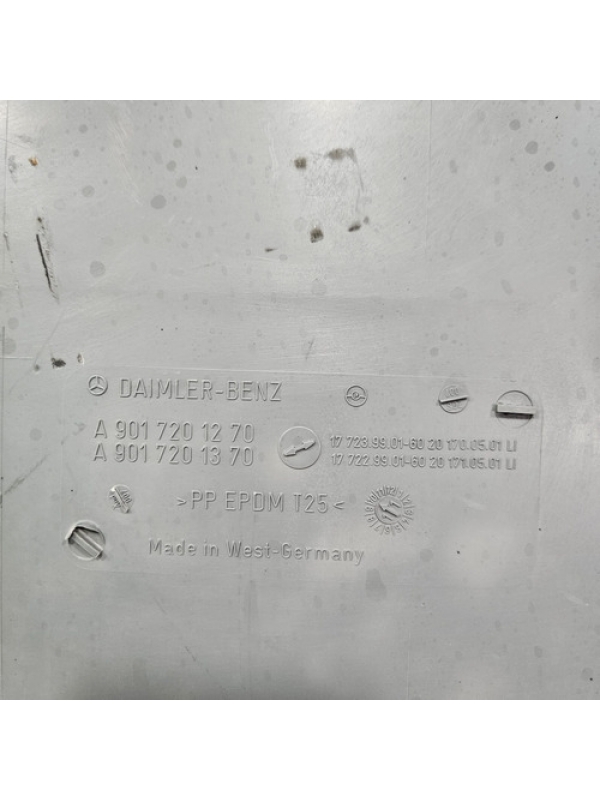 DAIMLER-BENZ
A 901 720 12 70
A 901 720 13 70
17 723.99.01-60 20 170.05.01 LI
17 722.99.01-60 20 171.05.01 LI
>PP EPDM T25<
Made in West-Germany